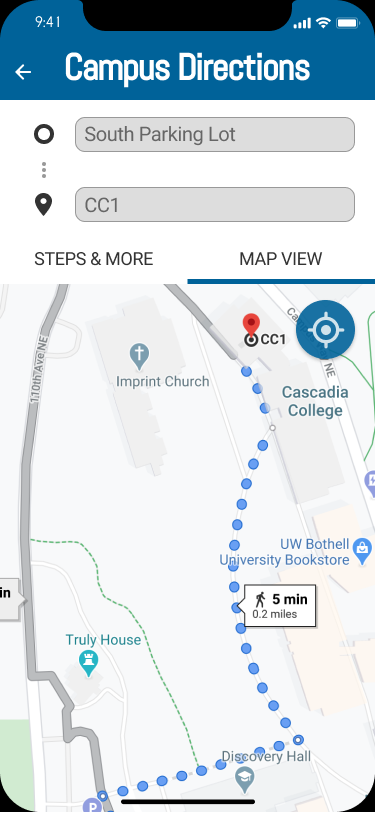 9:41
Campus Directions
South Parking Lot
CC1
STEPS & MORE
MAP VIEW
110th Ave NE
CC1
Imprint Church
Cascadia
College
UW Bothell
University Bookstore
in
5 min
0.2 miles
Truly House
Discovery Hall
P